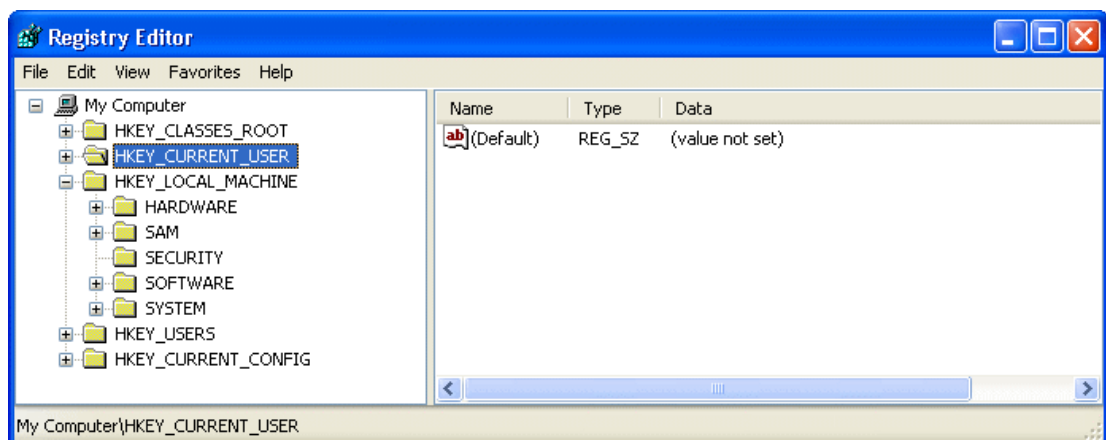 Registry Editor
File Edit View Favorites Help
My Computer
HKEY_CLASSES_ROOT
HKEY_CURRENT_USER
HKEY_LOCAL_MACHINE
HARDWARE
SAM
SECURITY
SOFTWARE
SYSTEM
HKEY_USERS
HKEY_CURRENT_CONFIG
Name Type Data
ab (Default) REG_SZ (value not set)
My Computer\HKEY_CURRENT_USER